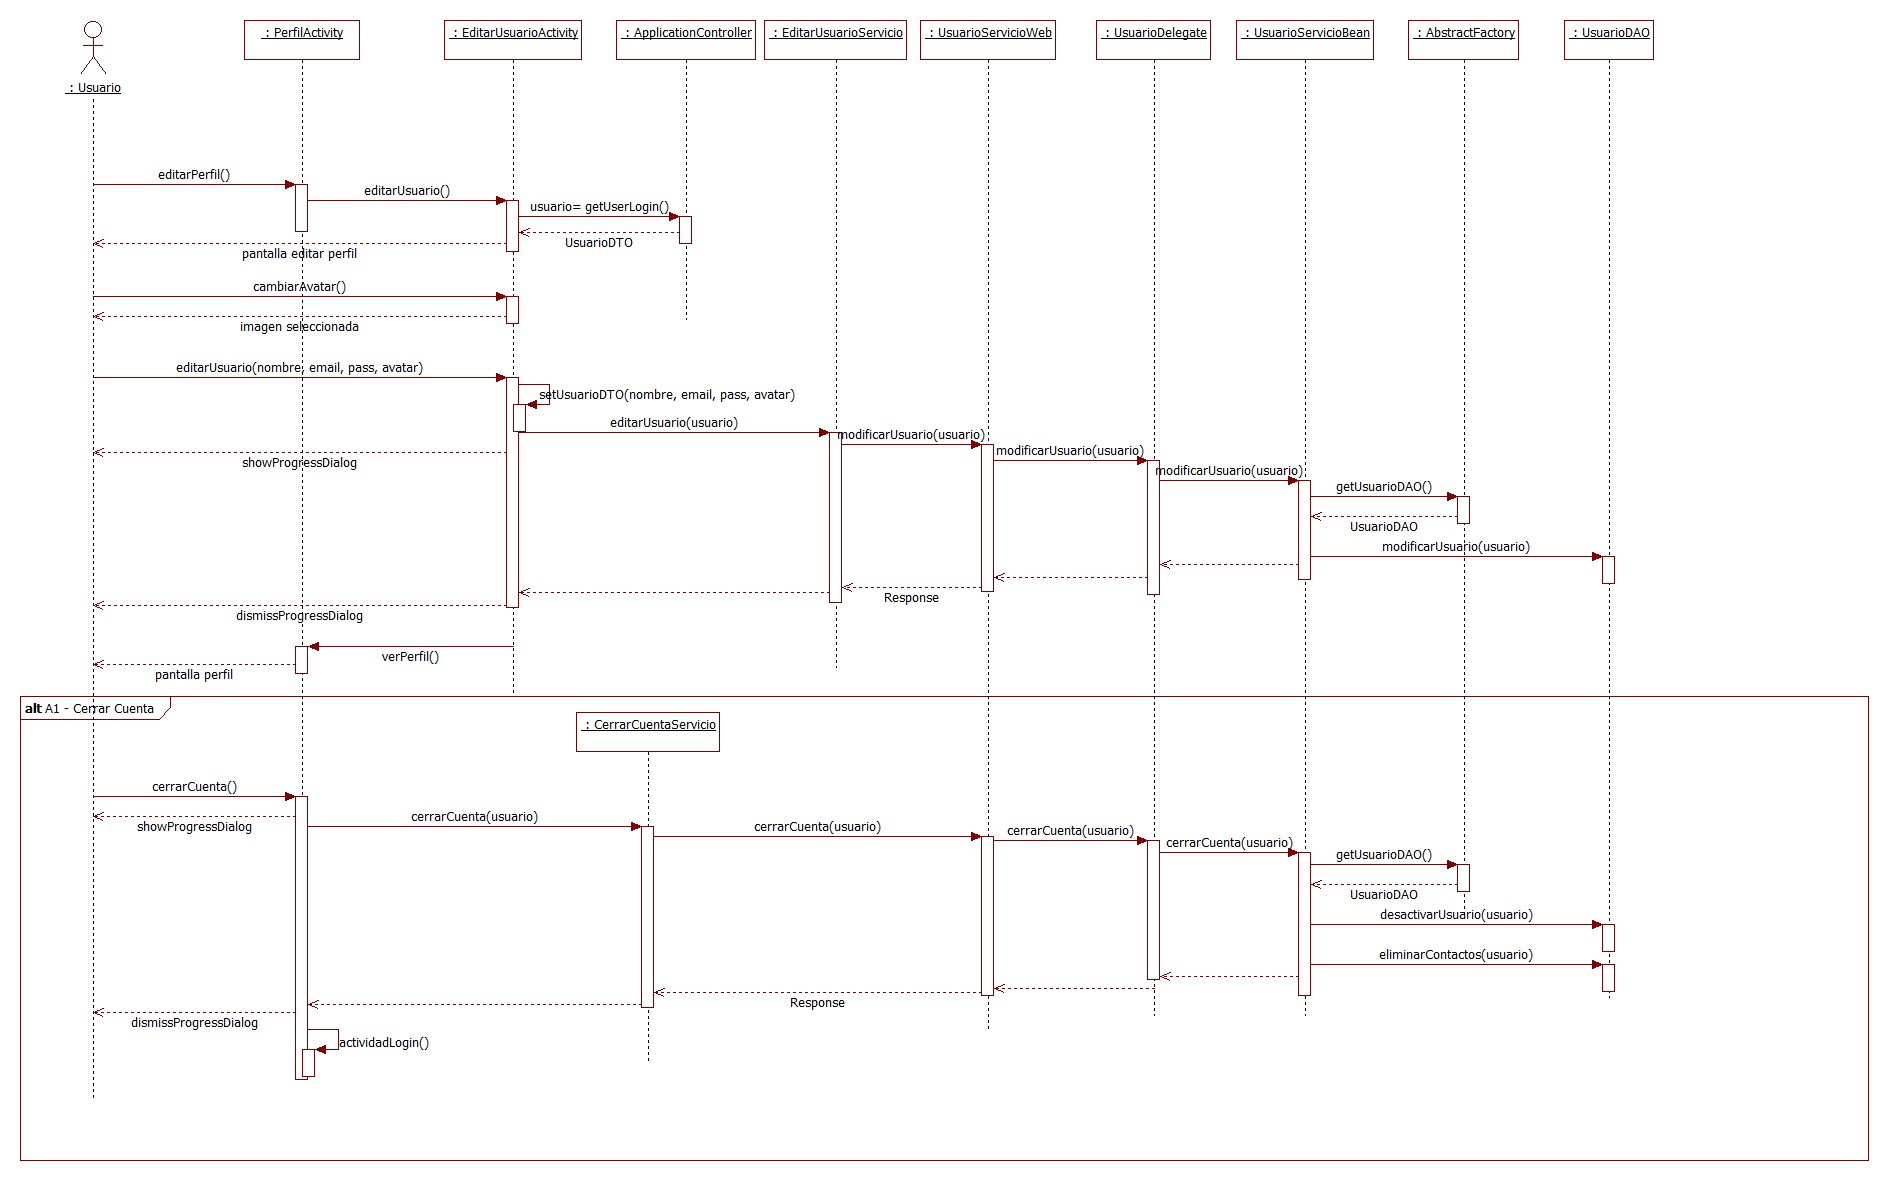 : PerfilActivity
: EditarUsuarioActivity
: ApplicationController
: EditarUsuarioServicio
: UsuarioServicioWeb
: UsuarioDelegate
: UsuarioServicioBean
: AbstractFactory
: UsuarioDAO
: Usuario
editarPerfil()
editarUsuario()
usuario= getUserLogin()
UsuarioDTO
pantalla editar perfil
cambiarAvatar()
imagen seleccionada
editarUsuario(nombre, email, pass, avatar)
setUsuarioDTO(nombre, email, pass, avatar)
editarUsuario(usuario)
modificarUsuario(usuario)
modificarUsuario(usuario)
showProgressDialog
modificarUsuario(usuario)
getUsuarioDAO()
UsuarioDAO
modificarUsuario(usuario)
Response
dismissProgressDialog
verPerfil()
pantalla perfil
alt A1 - Cerrar Cuenta
: CerrarCuentaServicio
cerrarCuenta()
showProgressDialog
cerrarCuenta(usuario)
cerrarCuenta(usuario)
cerrarCuenta(usuario)
cerrarCuenta(usuario)
getUsuarioDAO()
UsuarioDAO
desactivarUsuario(usuario)
eliminarContactos(usuario)
Response
dismissProgressDialog
actividadLogin()